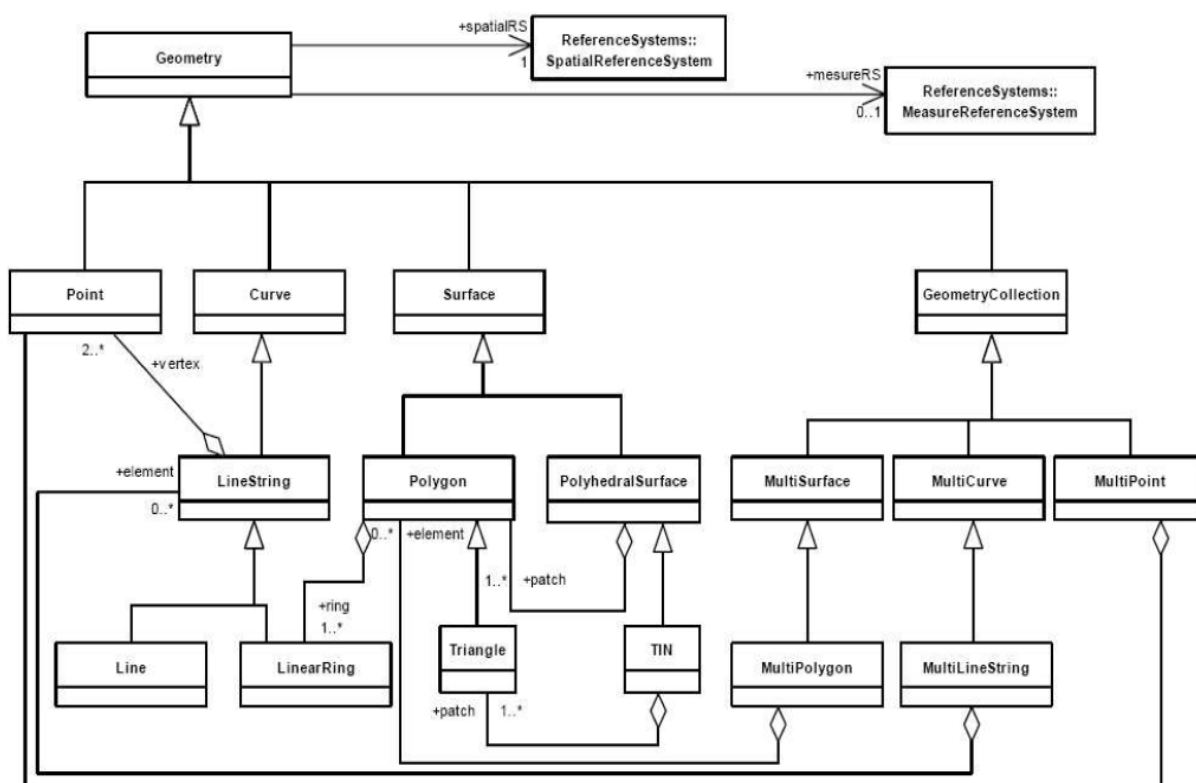 +spatialRS
1
ReferenceSystems::
SpatialReferenceSystem
Geometry
+mesureRS
0..1
ReferenceSystems::
MeasureReferenceSystem
Point
Curve
Surface
GeometryCollection
2..*
+vertex
+element
0..*
LineString
Polygon
PolyhedralSurface
MultiSurface
MultiCurve
MultiPoint
0..*
+element
1..*
+patch
+ring
1..*
Line
LinearRing
Triangle
TIN
MultiPolygon
MultiLineString
+patch
1..*